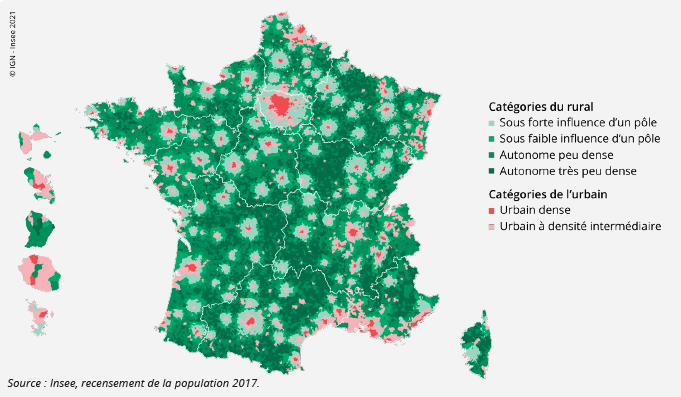 © IGN - Insee 2021
Catégories du rural
Sous forte influence d'un pôle
Sous faible influence d'un pôle
Autonome peu dense
Autonome très peu dense
Catégories de l'urbain
Urbain dense
Urbain à densité intermédiaire
Source : Insee, recensement de la population 2017.